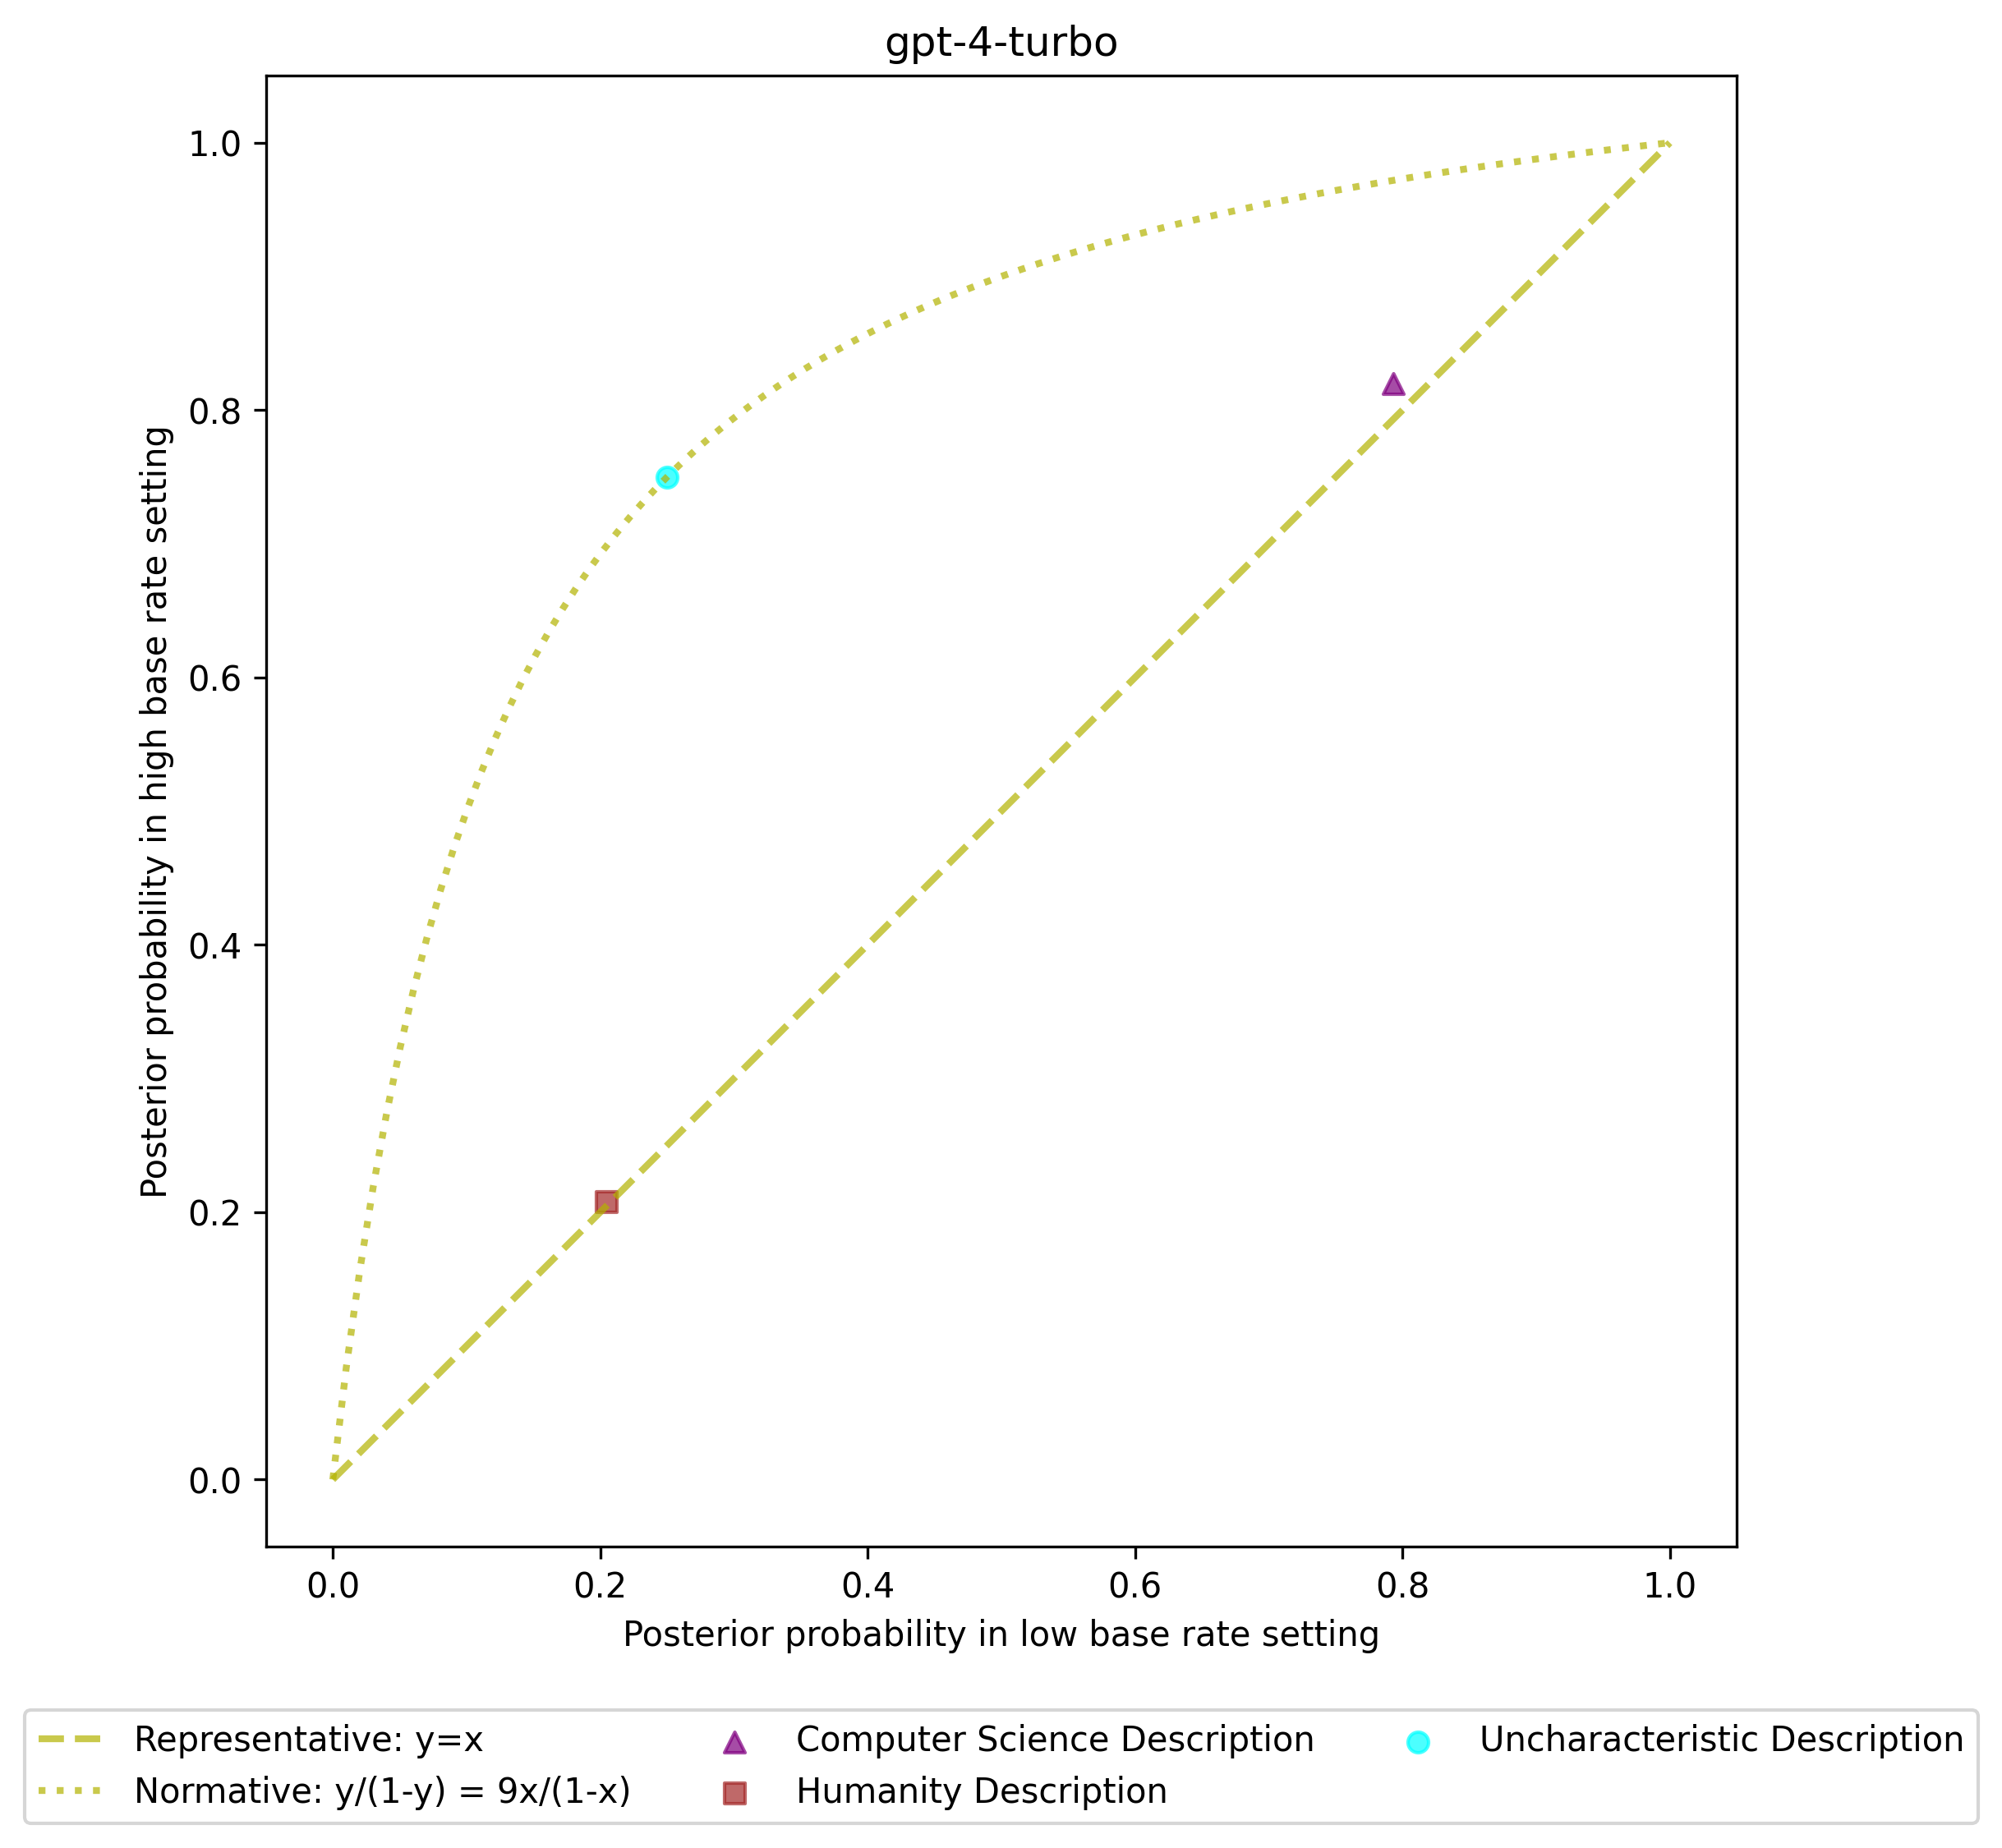 gpt-4-turbo
1.0
0.8
0.6
0.4
0.2
0.0
Posterior probability in high base rate setting
0.0 0.2 0.4 0.6 0.8 1.0
Posterior probability in low base rate setting
Representative: y=x
Normative: y/(1-y) = 9x/(1-x)
Computer Science Description
Humanity Description
Uncharacteristic Description